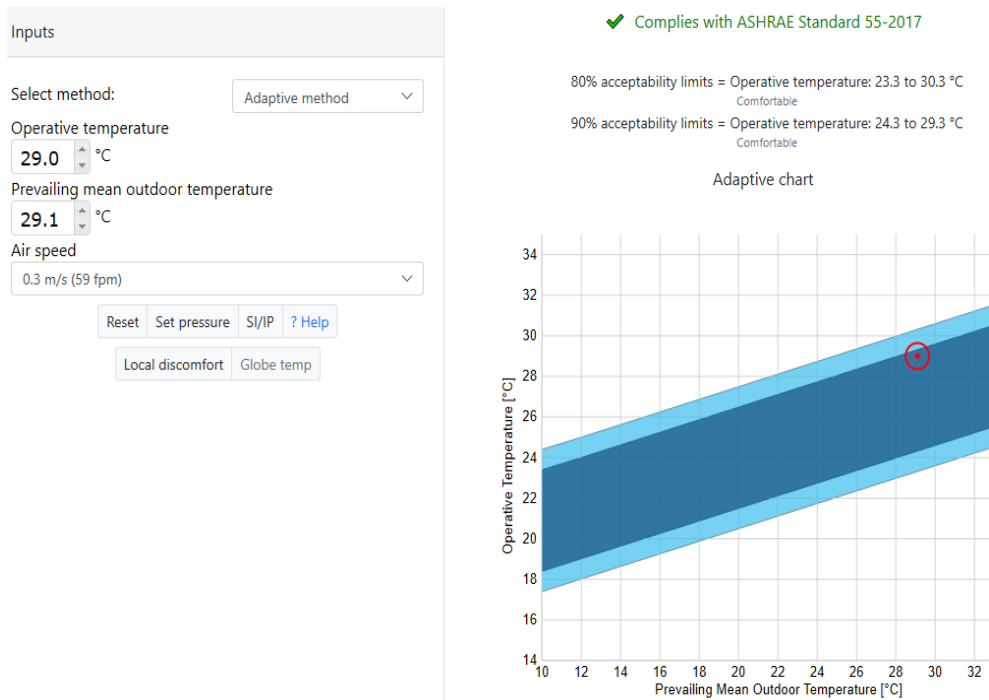 Inputs
Select method:
Adaptive method
Operative temperature
29.0 °C
Prevailing mean outdoor temperature
29.1 °C
Air speed
0.3 m/s (59 fpm)
Reset Set pressure SI/IP ? Help
Local discomfort Globe temp
Complies with ASHRAE Standard 55-2017
80% acceptability limits = Operative temperature: 23.3 to 30.3 °C
Comfortable
90% acceptability limits = Operative temperature: 24.3 to 29.3 °C
Comfortable
Adaptive chart
Operative Temperature [°C]
34
32
30
28
26
24
22
20
18
16
14
10 12 14 16 18 20 22 24 26 28 30 32
Prevailing Mean Outdoor Temperature [°C]